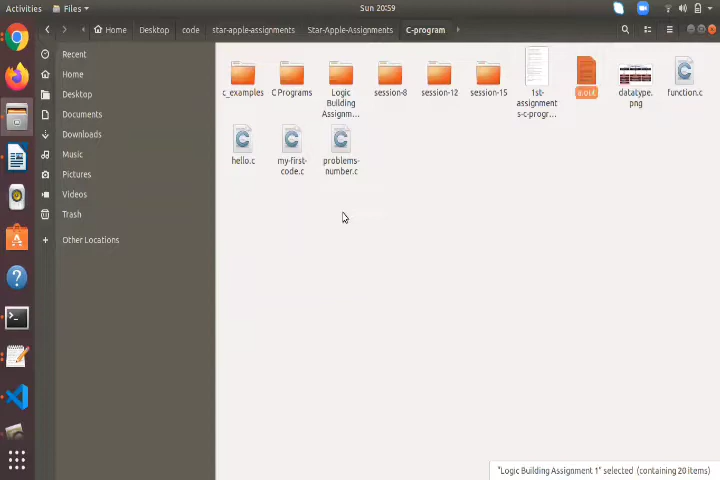 Activities
Files
Sun 20:59
Home
Desktop
code
star-apple-assignments
Star-Apple-Assignments
C-program
Recent
Home
Desktop
Documents
Downloads
Music
Pictures
Videos
Trash
Other Locations
c_examples
C Programs
Logic
Building
Assignm...
session-8
session-12
session-15
1st-
assignment
s-c-progr...
a.out
datatype.
png
function.c
hello.c
my-first-
code.c
problems-
number.c
"Logic Building Assignment 1" selected (containing 20 items)